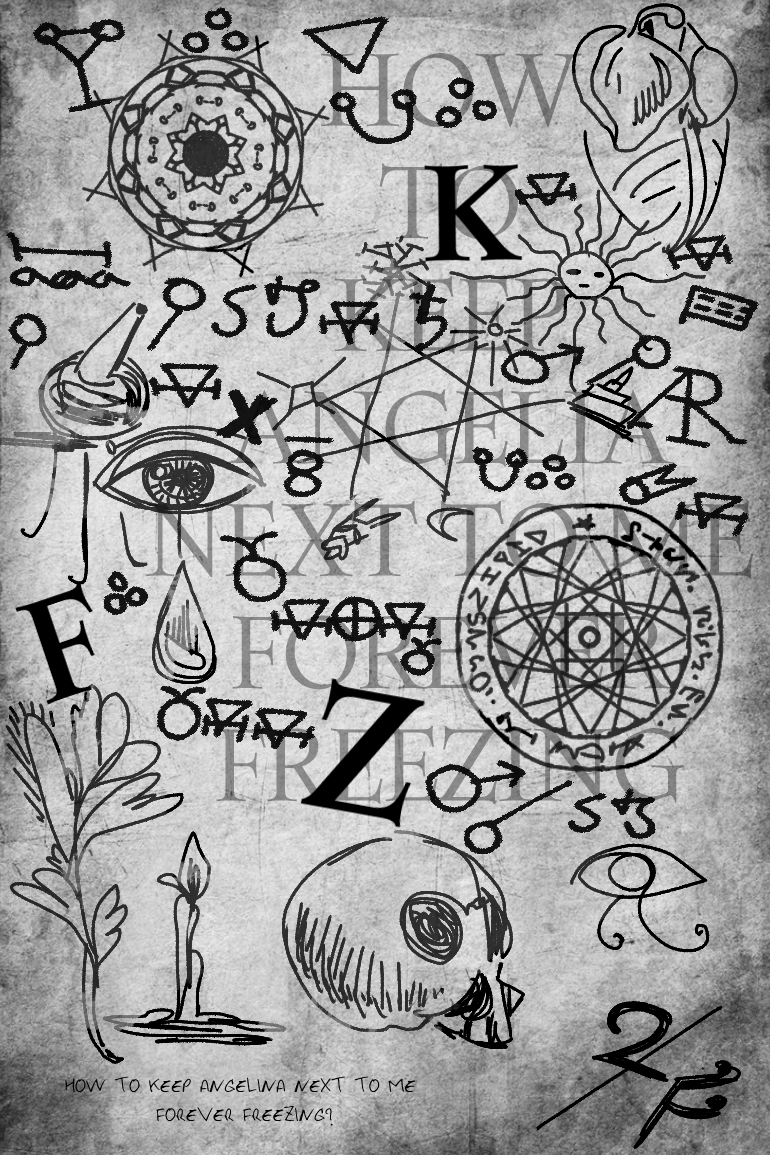 HOW
TO
K
KEEP
x
ANGELIA
R
NEXT TO ME
F
FOREVER
Z
FREEZING
HOW TO KEEP ANGELINA NEXT TO ME
FOREVER FREEZING?